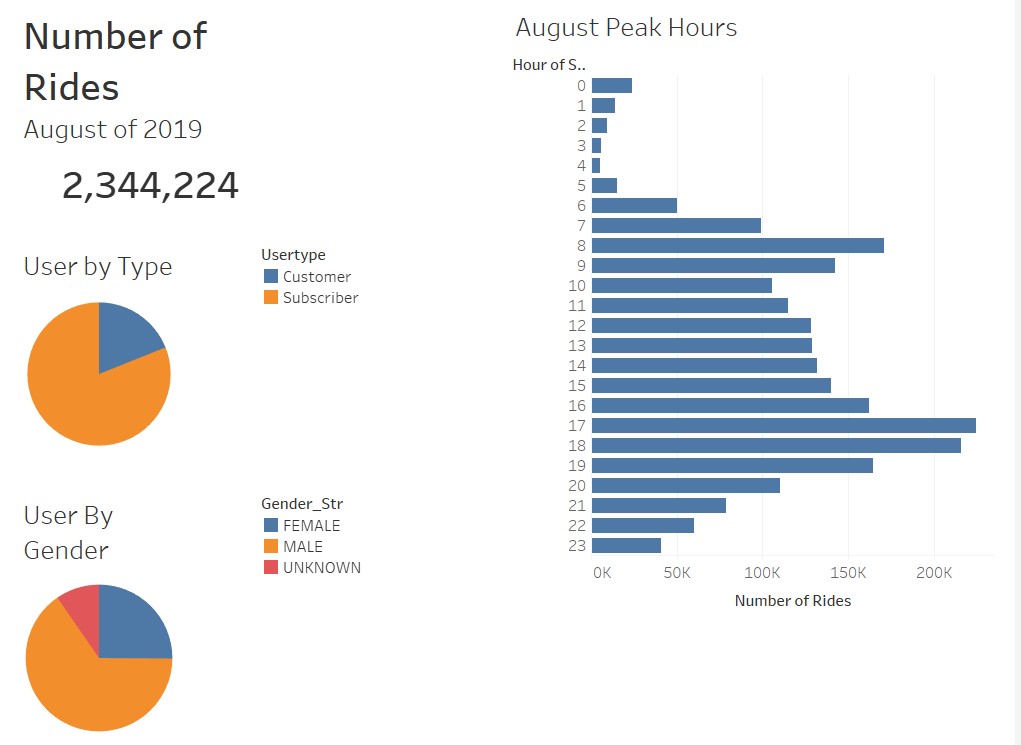 Number of
Rides
August of 2019
2,344,224
User by Type
Usertype
Customer
Subscriber
User By
Gender
Gender_Str
FEMALE
MALE
UNKNOWN
August Peak Hours
Hour of S..
0
1
2
3
4
5
6
7
8
9
10
11
12
13
14
15
16
17
18
19
20
21
22
23
0K 50K 100K 150K 200K
Number of Rides